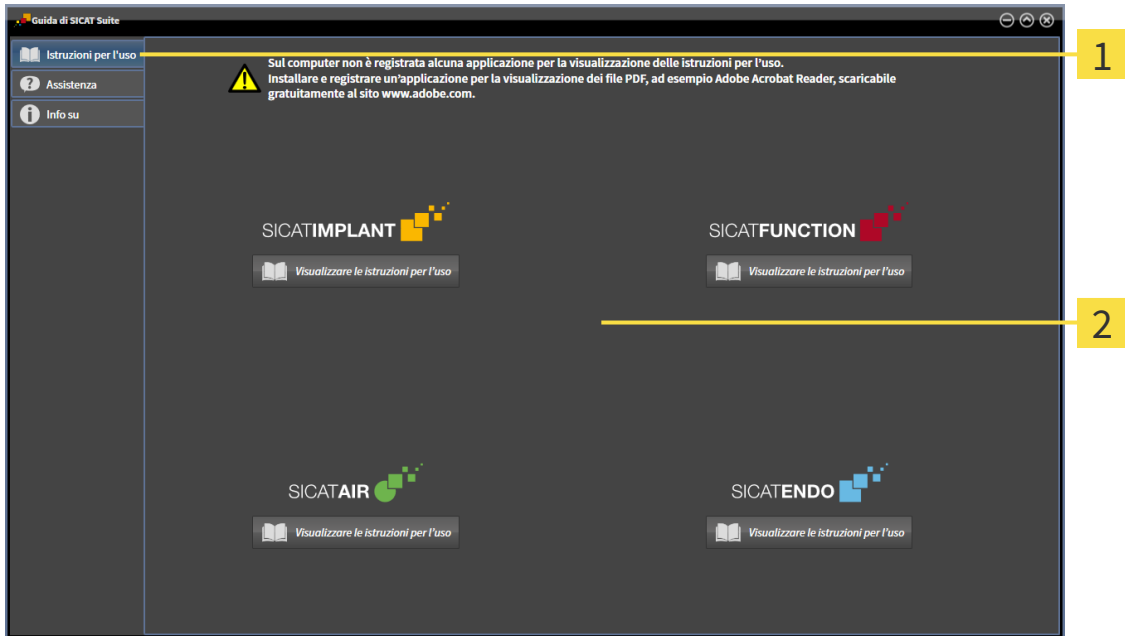 Guida di SICAT Suite
Istruzioni per l'uso
1
Sul computer non è registrata alcuna applicazione per la visualizzazione delle istruzioni per l'uso.
Installare e registrare un'applicazione per la visualizzazione dei file PDF, ad esempio Adobe Acrobat Reader, scaricabile
gratuitamente al sito www.adobe.com.
Assistenza
Info su
SICATIMPLANT
SICATFUNCTION
Visualizzare le istruzioni per l'uso
Visualizzare le istruzioni per l'uso
2
SICATAIR
SICATENDO
Visualizzare le istruzioni per l'uso
Visualizzare le istruzioni per l'uso